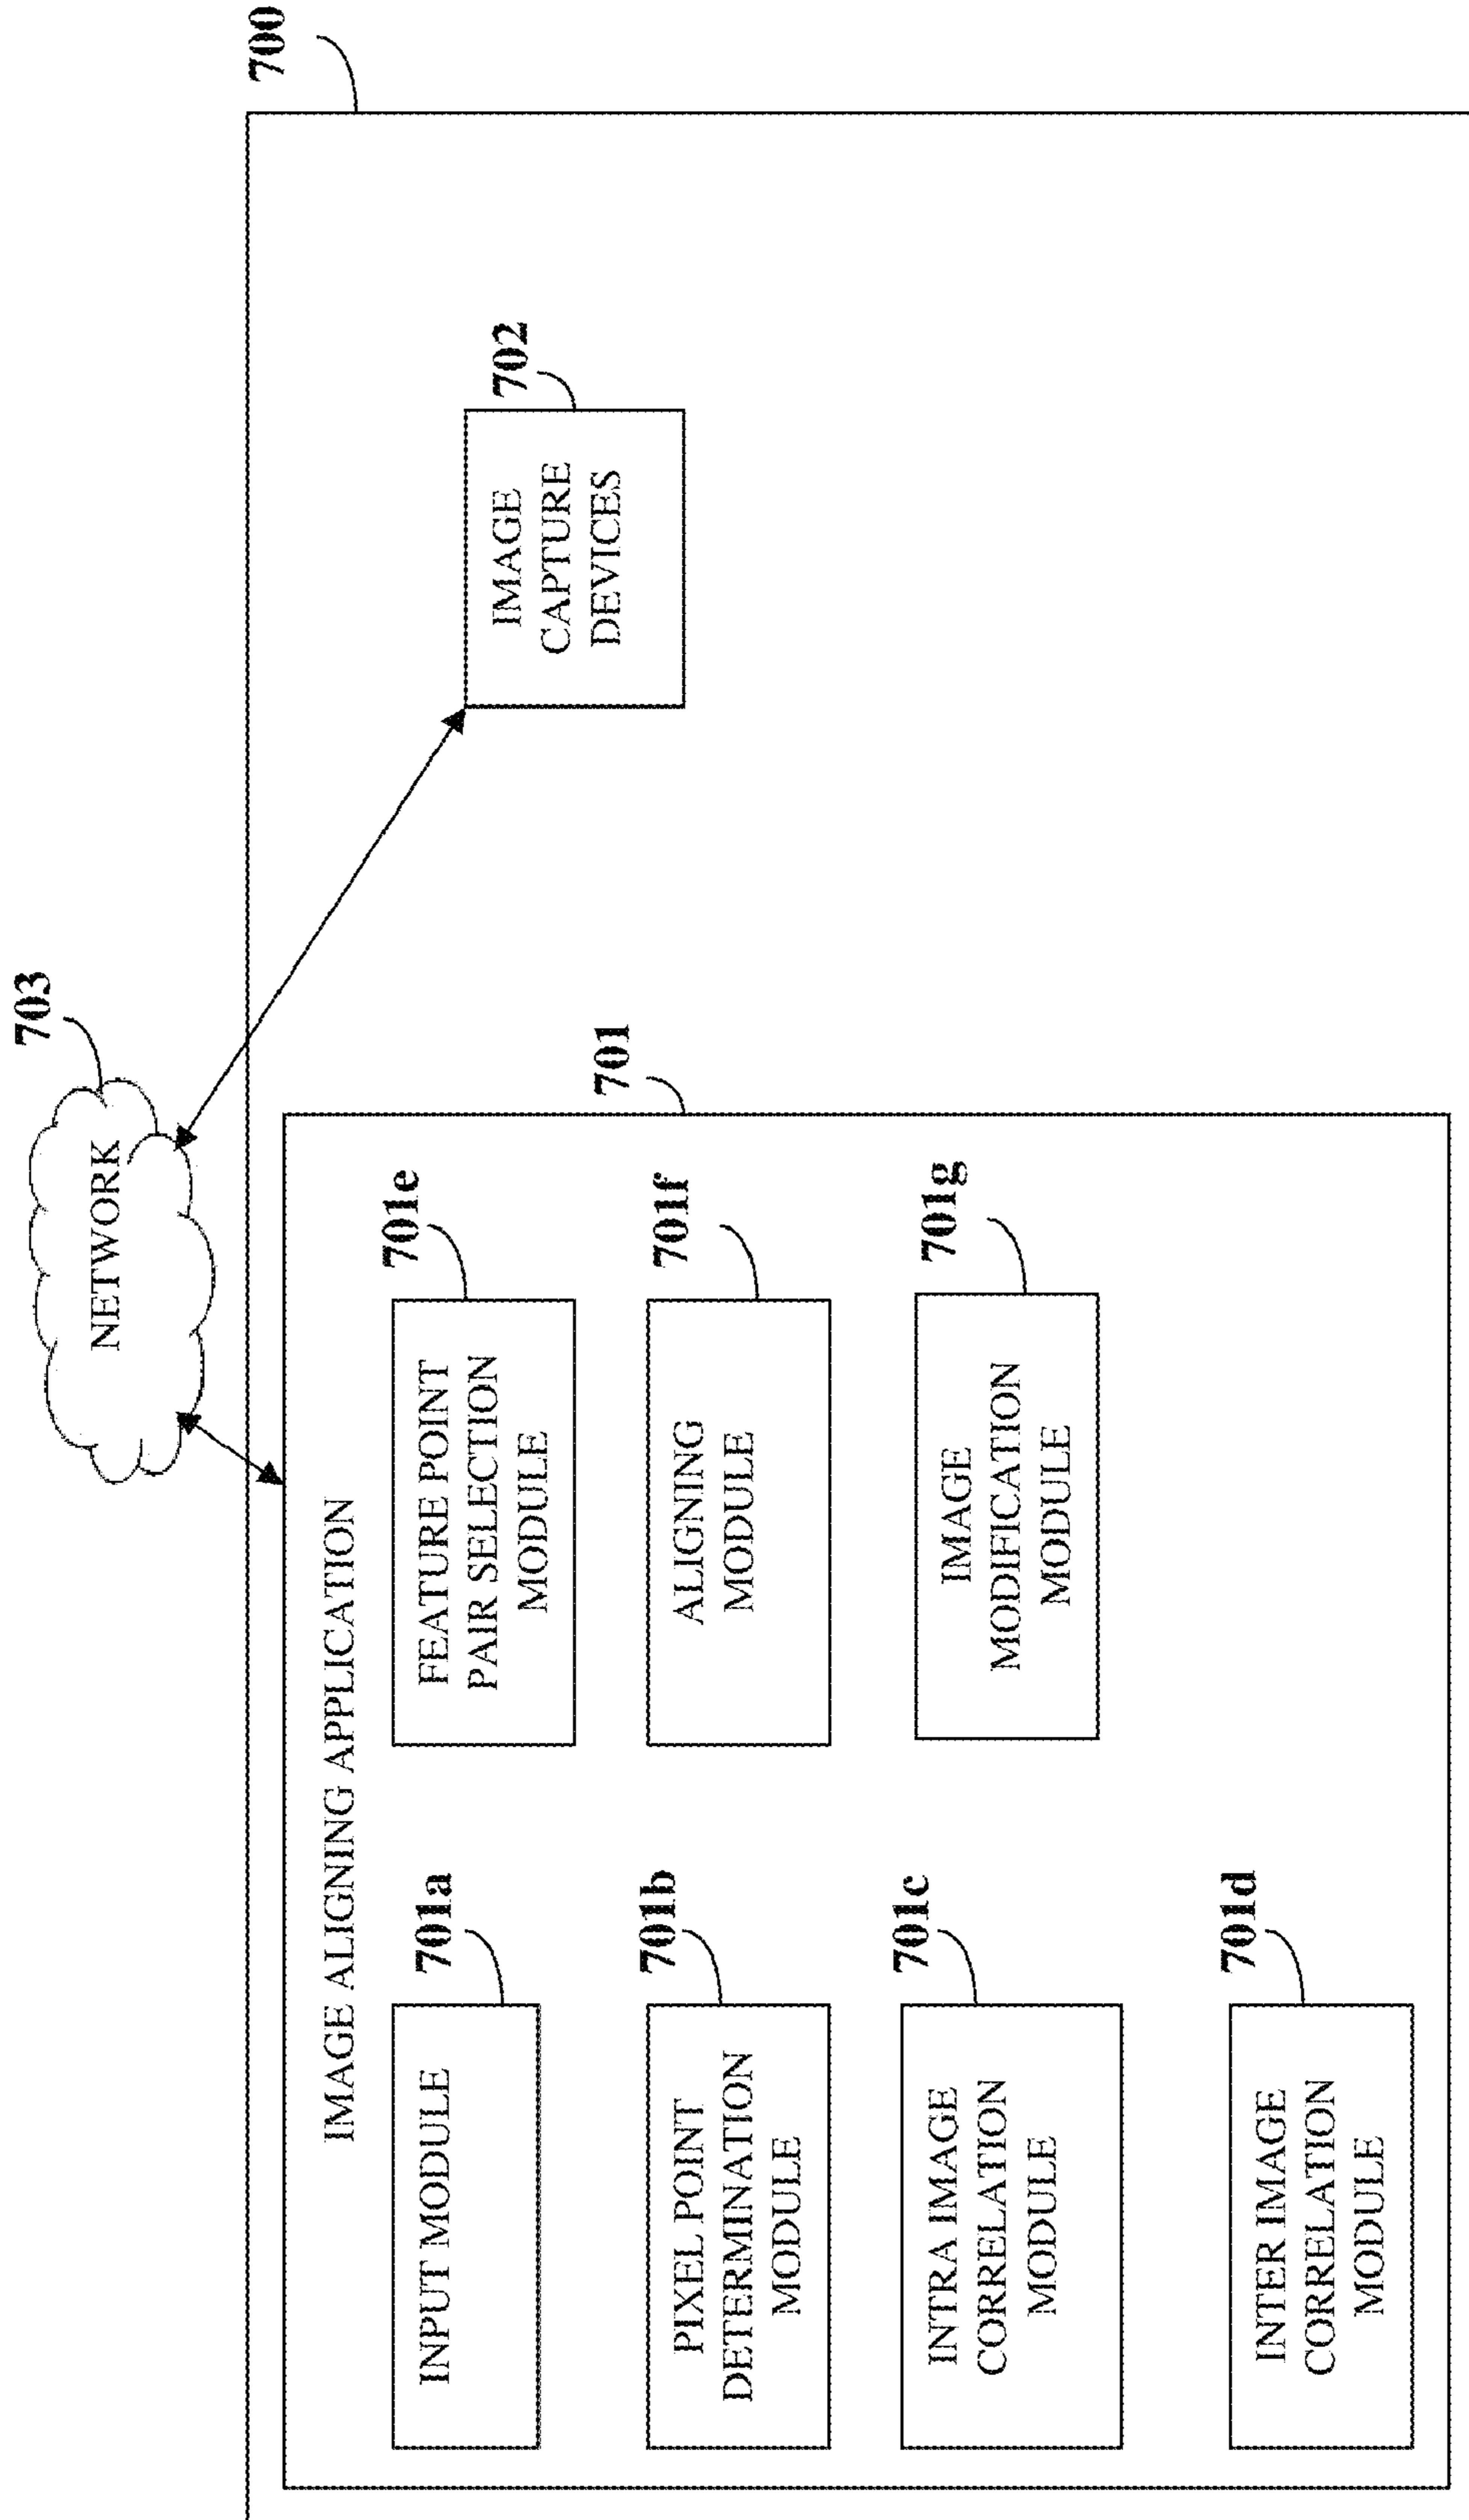 703
NETWORK
700
IMAGE ALIGNING APPLICATION
701
701a
INPUT MODULE
701b
PIXEL POINT
DETERMINATION
MODULE
701c
INTRA IMAGE
CORRELATION
MODULE
701d
INTER IMAGE
CORRELATION
MODULE
701e
FEATURE POINT
PAIR SELECTION
MODULE
701f
ALIGNING
MODULE
701g
IMAGE
MODIFICATION
MODULE
702
IMAGE
CAPTURE
DEVICES